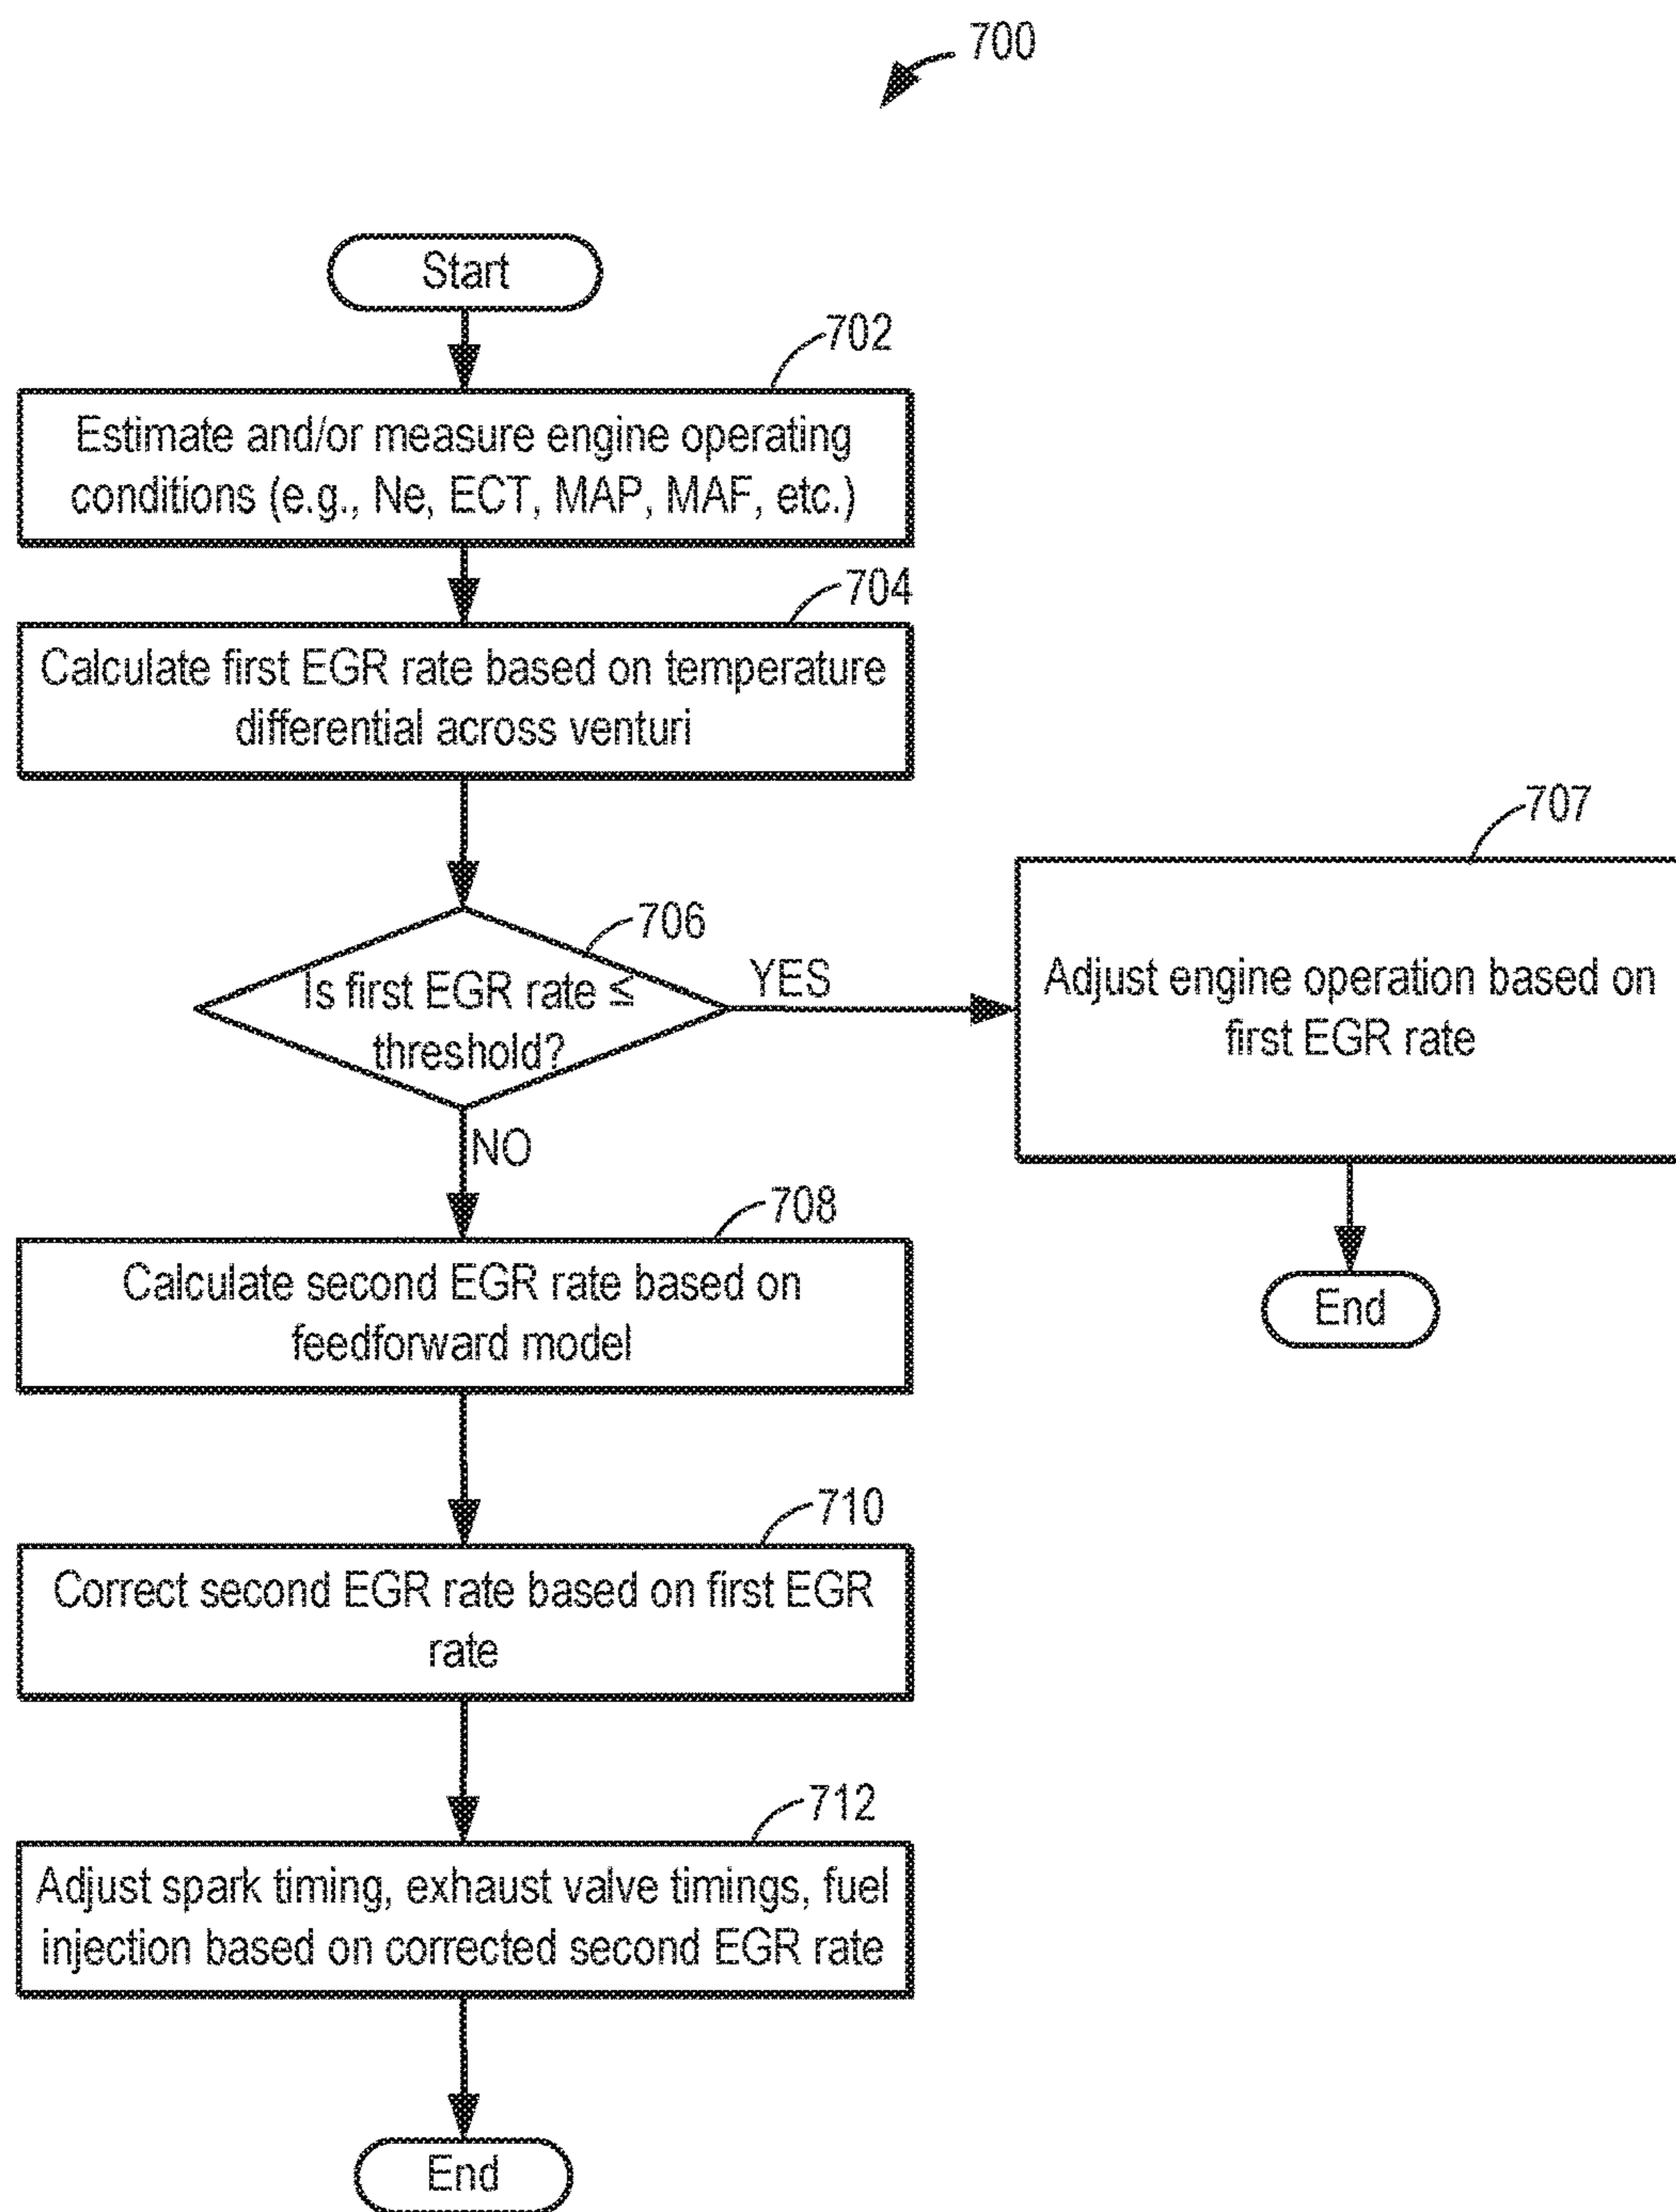 700
Start
702
Estimate and/or measure engine operating
conditions (e.g., Ne, ECT, MAP, MAF, etc.)
704
Calculate first EGR rate based on temperature
differential across venturi
706
Is first EGR rate ≤
threshold?
YES
707
Adjust engine operation based on
first EGR rate
End
NO
708
Calculate second EGR rate based on
feedforward model
710
Correct second EGR rate based on first EGR
rate
712
Adjust spark timing, exhaust valve timings, fuel
injection based on corrected second EGR rate
End